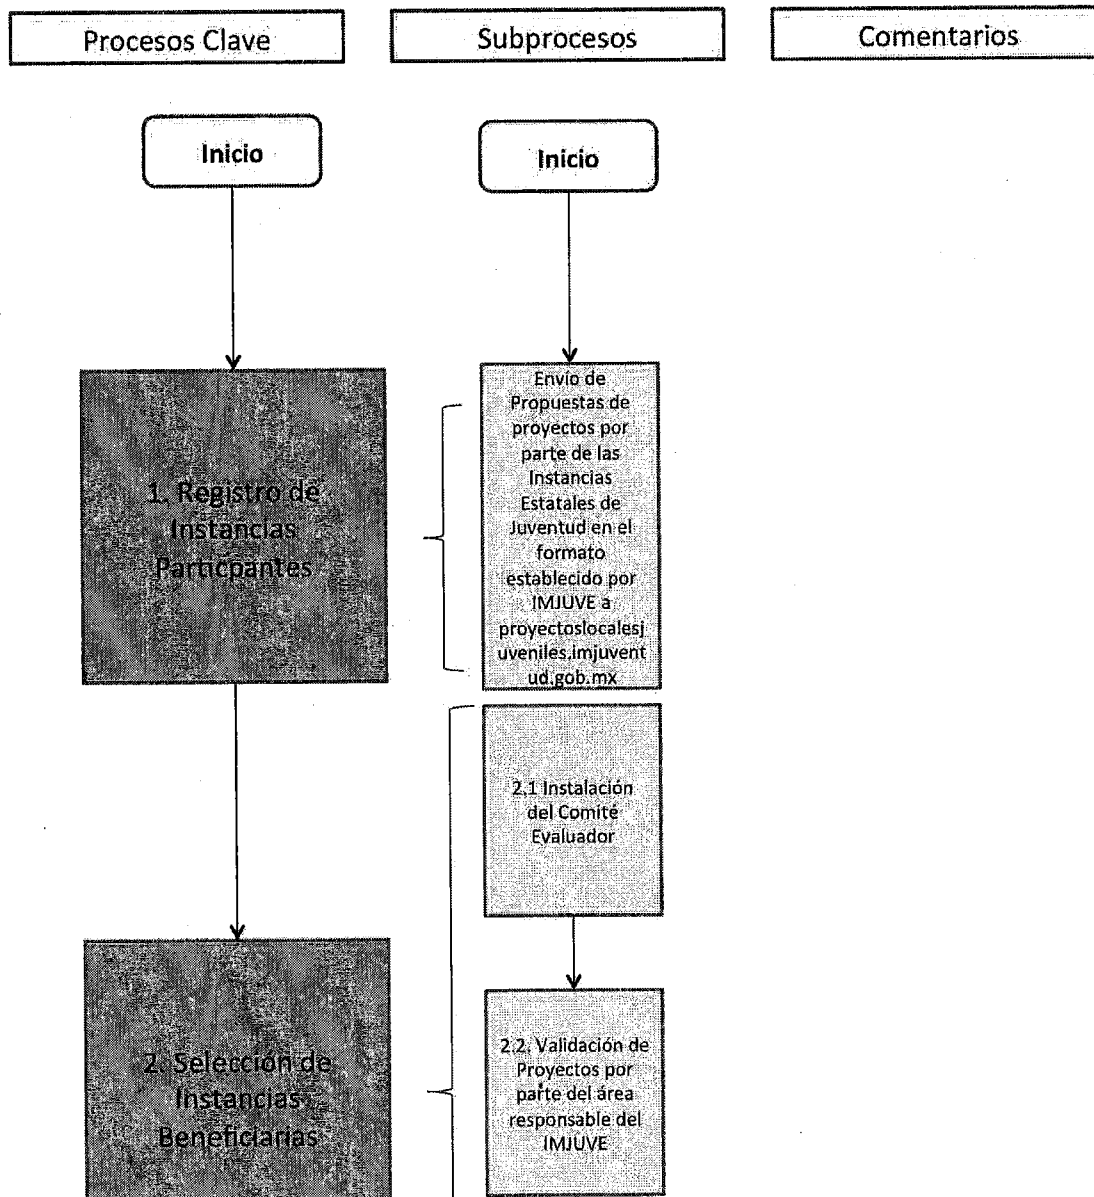 Procesos Clave
Subprocesos
Comentarios
Inicio
Inicio
1. Registro de
Instancias
Particpantes
Envío de
Propuestas de
proyectos por
parte de las
Instancias
Estatales de
Juventud en el
formato
establecido por
IMJUVE a
proyectoslocalesj
uveniles.imjuvent
ud.gob.mx
2.1 Instalación
del Comité
Evaluador
2. Selección de
Instancias
Beneficiarias
2.2. Validación de
Proyectos por
parte del área
responsable del
IMJUVE